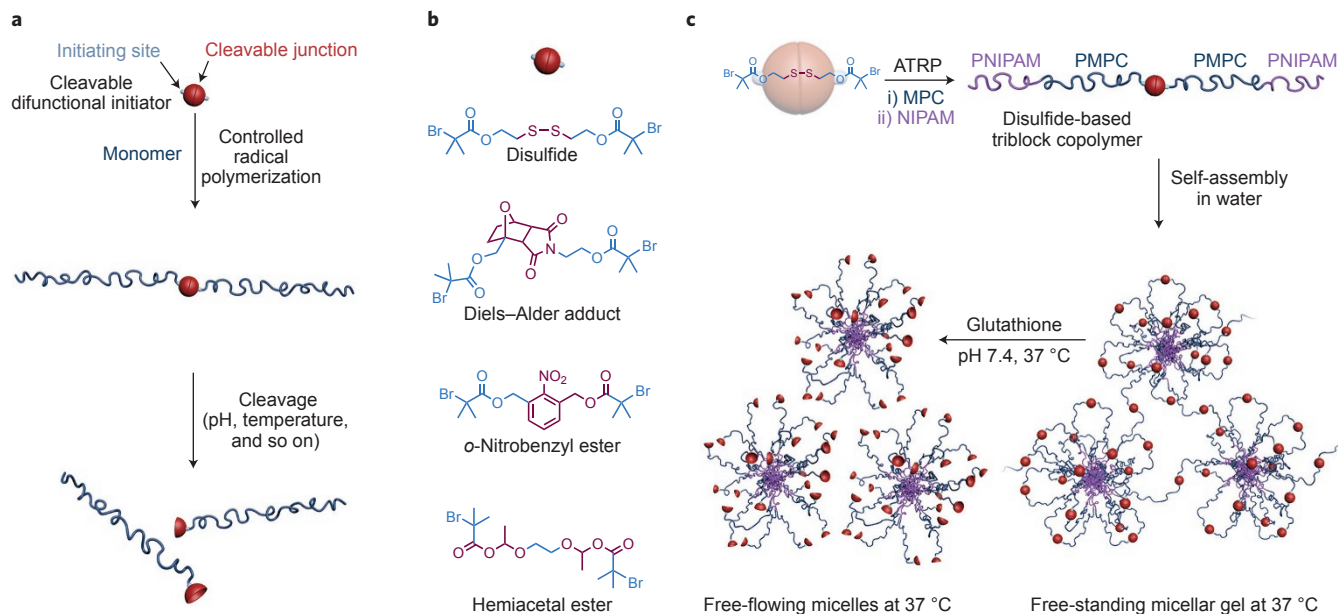 a
Initiating site
Cleavable junction
Cleavable
difunctional initiator
Monomer
Controlled
radical
polymerization
Cleavage
(pH, temperature,
and so on)
b
Br
O
O
S–S
O
O
Br
Disulfide
O
O
N
O
O
O
Br
O
O
Br
Diels–Alder adduct
Br
O
O
NO2
O
O
Br
o-Nitrobenzyl ester
Br
O
O
O
O
O
O
Br
Hemiacetal ester
c
Br
O
O
S–S
O
O
Br
ATRP
i) MPC
ii) NIPAM
PNIPAM
PMPC
PMPC
PNIPAM
Disulfide-based
triblock copolymer
Self-assembly
in water
Glutathione
pH 7.4, 37 °C
Free-flowing micelles at 37 °C
Free-standing micellar gel at 37 °C